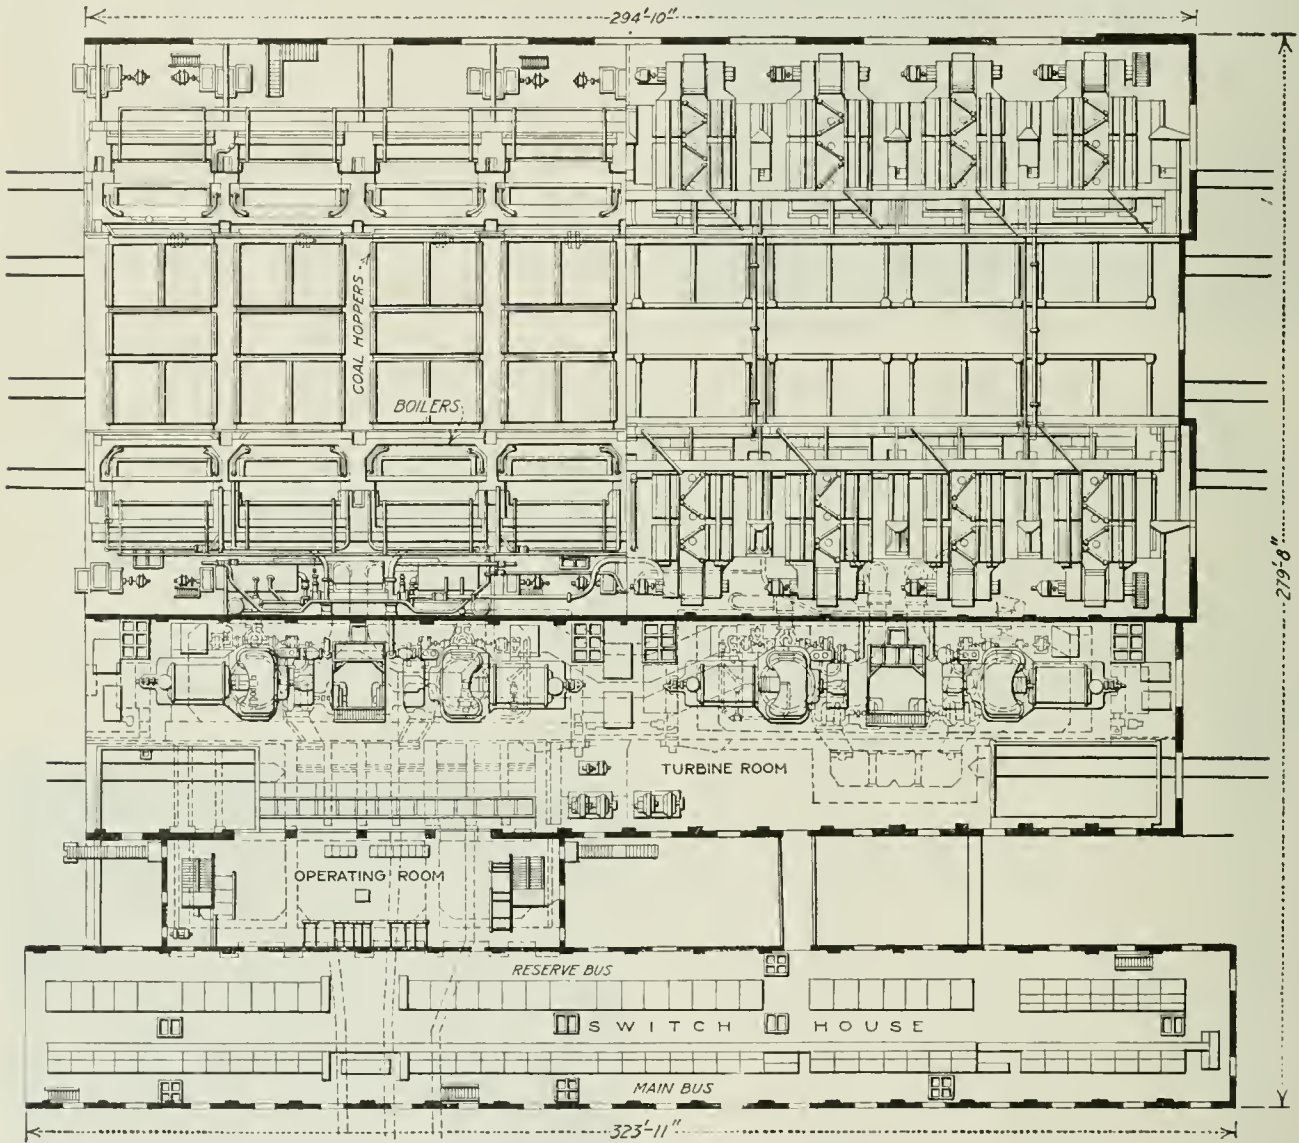 294'-10"
COAL HOPPERS
BOILERS
279'-8"
TURBINE ROOM
OPERATING ROOM
RESERVE BUS
SWITCH HOUSE
MAIN BUS
323'-11"